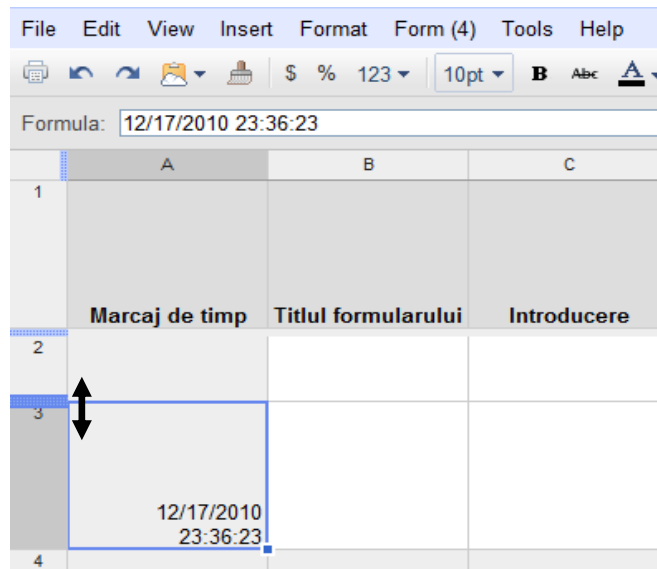 File Edit View Insert Format Form (4) Tools Help
$ % 123 10pt B Abc A
Formula: 12/17/2010 23:36:23
A B C
1
Marcaj de timp Titlul formularului Introducere
2
3
12/17/2010
23:36:23
4